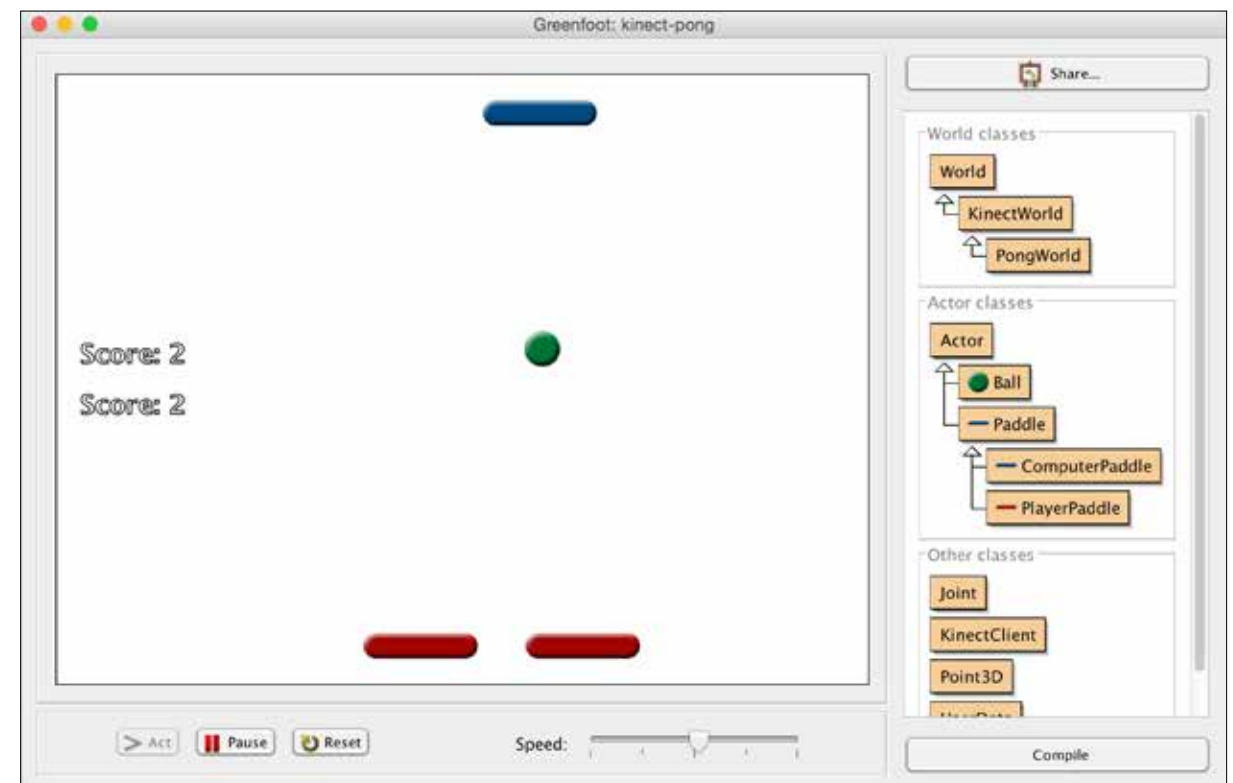 Greenfoot: kinect-pong
Share...
World classes
World
KinectWorld
PongWorld
Actor classes
Actor
Ball
Paddle
ComputerPaddle
PlayerPaddle
Other classes
Joint
KinectClient
Point3D
Score: 2
Score: 2
Act
Pause
Reset
Speed:
Compile